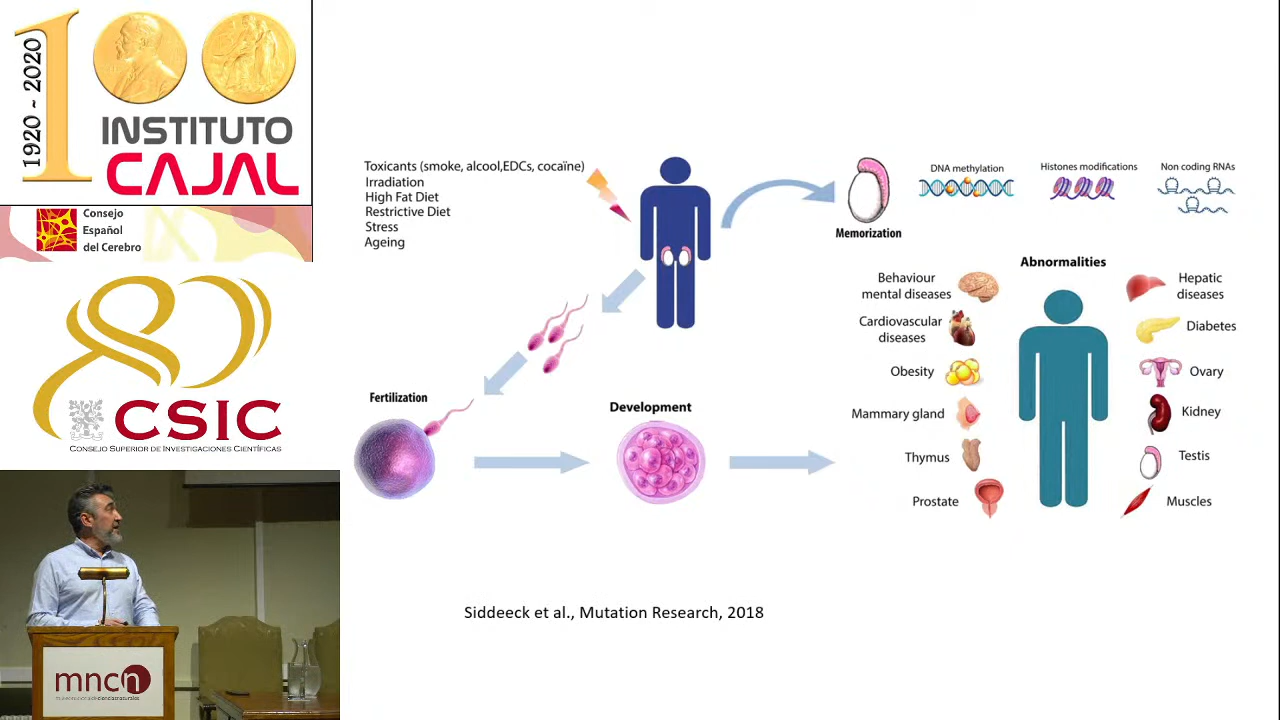 1920 ~ 2020
100
INSTITUTO
CAJAL
Consejo
Español
del Cerebro
80
CSIC
CONSEJO SUPERIOR DE INVESTIGACIONES CIENTÍFICAS
mncn
museonacionaldecienciasnaturales
Toxicants (smoke, alcool,EDCs, cocaïne)
Irradiation
High Fat Diet
Restrictive Diet
Stress
Ageing
Memorization
DNA methylation
Histones modifications
Non coding RNAs
Fertilization
Development
Abnormalities
Behaviour
mental diseases
Cardiovascular
diseases
Obesity
Mammary gland
Thymus
Prostate
Hepatic
diseases
Diabetes
Ovary
Kidney
Testis
Muscles
Siddeeck et al., Mutation Research, 2018